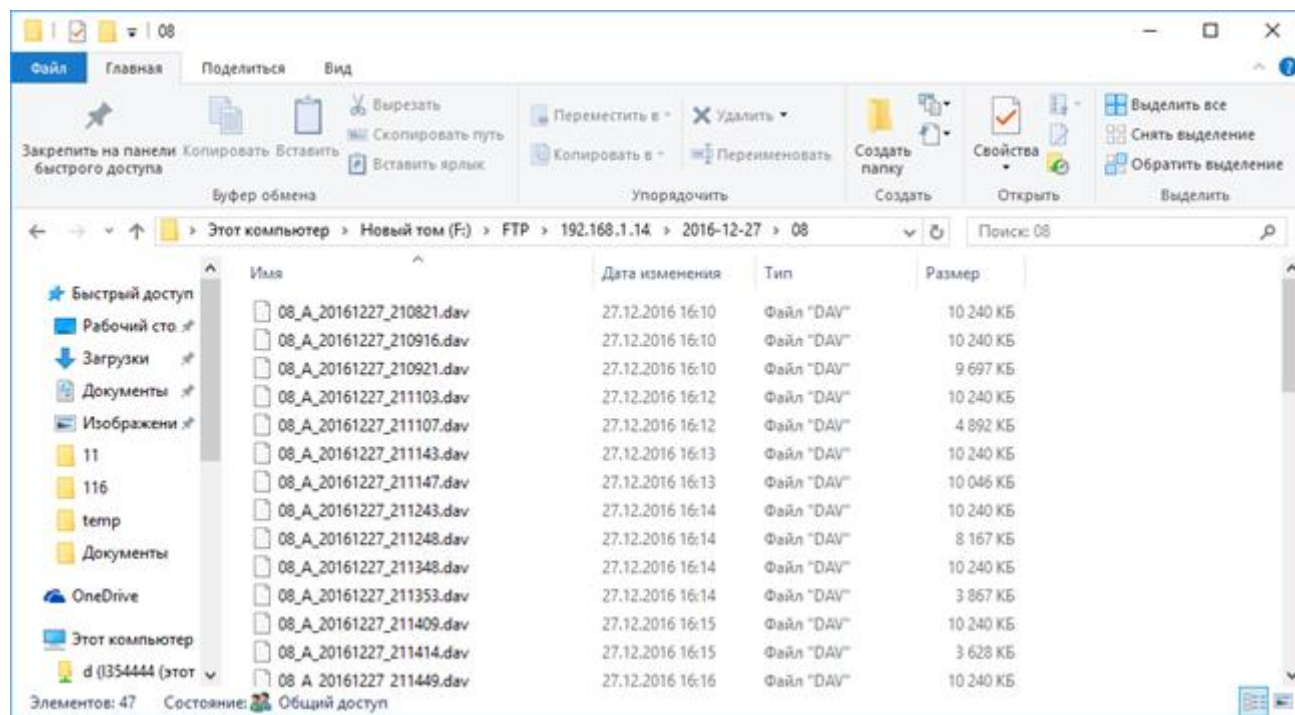 08
Файл Главная Поделиться Вид
Закрепить на панели быстрого доступа
Копировать
Вставить
Вырезать
Скопировать путь
Вставить ярлык
Переместить в
Копировать в
Удалить
Переименовать
Создать папку
Свойства
Выделить все
Снять выделение
Обратить выделение
Буфер обмена Упорядочить Создать Открыть Выделить
Этот компьютер > Новый том (F:) > FTP > 192.168.1.14 > 2016-12-27 > 08
Поиск: 08
Быстрый доступ
Рабочий сто
Загрузки
Документы
Изображени
11
116
temp
Документы
OneDrive
Этот компьютер
d (I354444 (этот
Имя Дата изменения Тип Размер
08_A_20161227_210821.dav 27.12.2016 16:10 Файл "DAV" 10 240 КБ
08_A_20161227_210916.dav 27.12.2016 16:10 Файл "DAV" 10 240 КБ
08_A_20161227_210921.dav 27.12.2016 16:10 Файл "DAV" 9 697 КБ
08_A_20161227_211103.dav 27.12.2016 16:12 Файл "DAV" 10 240 КБ
08_A_20161227_211107.dav 27.12.2016 16:12 Файл "DAV" 4 892 КБ
08_A_20161227_211143.dav 27.12.2016 16:13 Файл "DAV" 10 240 КБ
08_A_20161227_211147.dav 27.12.2016 16:13 Файл "DAV" 10 046 КБ
08_A_20161227_211243.dav 27.12.2016 16:14 Файл "DAV" 10 240 КБ
08_A_20161227_211248.dav 27.12.2016 16:14 Файл "DAV" 8 167 КБ
08_A_20161227_211348.dav 27.12.2016 16:14 Файл "DAV" 10 240 КБ
08_A_20161227_211353.dav 27.12.2016 16:14 Файл "DAV" 3 867 КБ
08_A_20161227_211409.dav 27.12.2016 16:15 Файл "DAV" 10 240 КБ
08_A_20161227_211414.dav 27.12.2016 16:15 Файл "DAV" 3 628 КБ
08_A_20161227_211449.dav 27.12.2016 16:16 Файл "DAV" 10 240 КБ
Элементов: 47 Состояние: Общий доступ